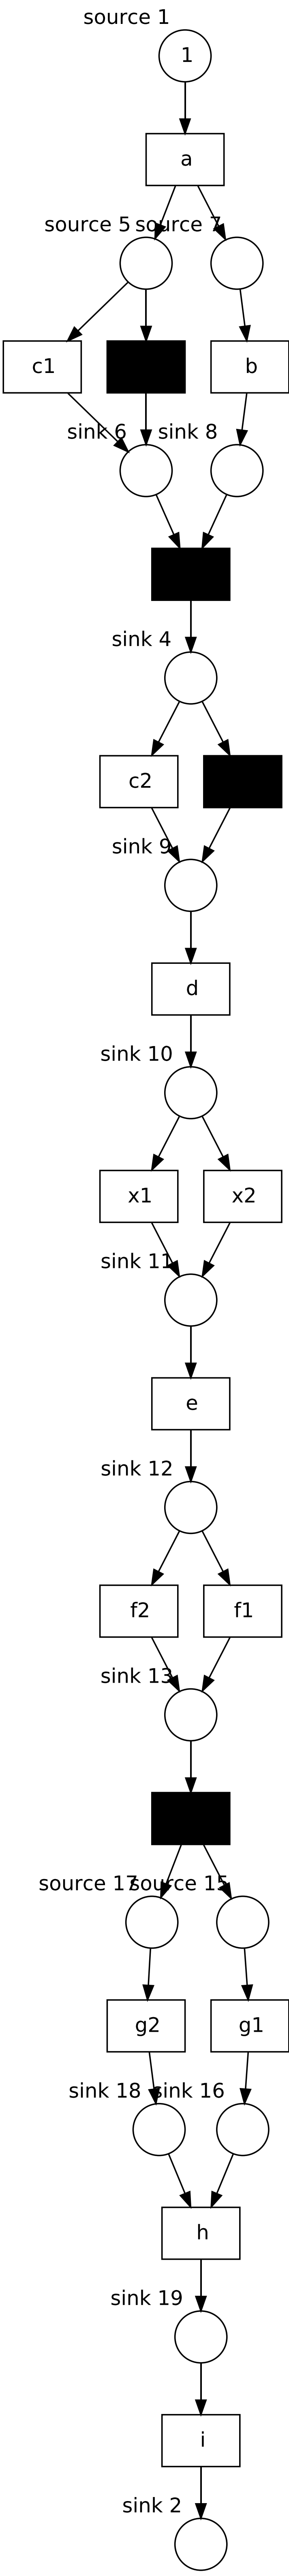 source 1
1
a
source 5
source 7
c1
b
sink 6
sink 8
sink 4
c2
sink 9
d
sink 10
x1
x2
sink 11
e
sink 12
f2
f1
sink 13
source 17
source 15
g2
g1
sink 18
sink 16
h
sink 19
i
sink 2